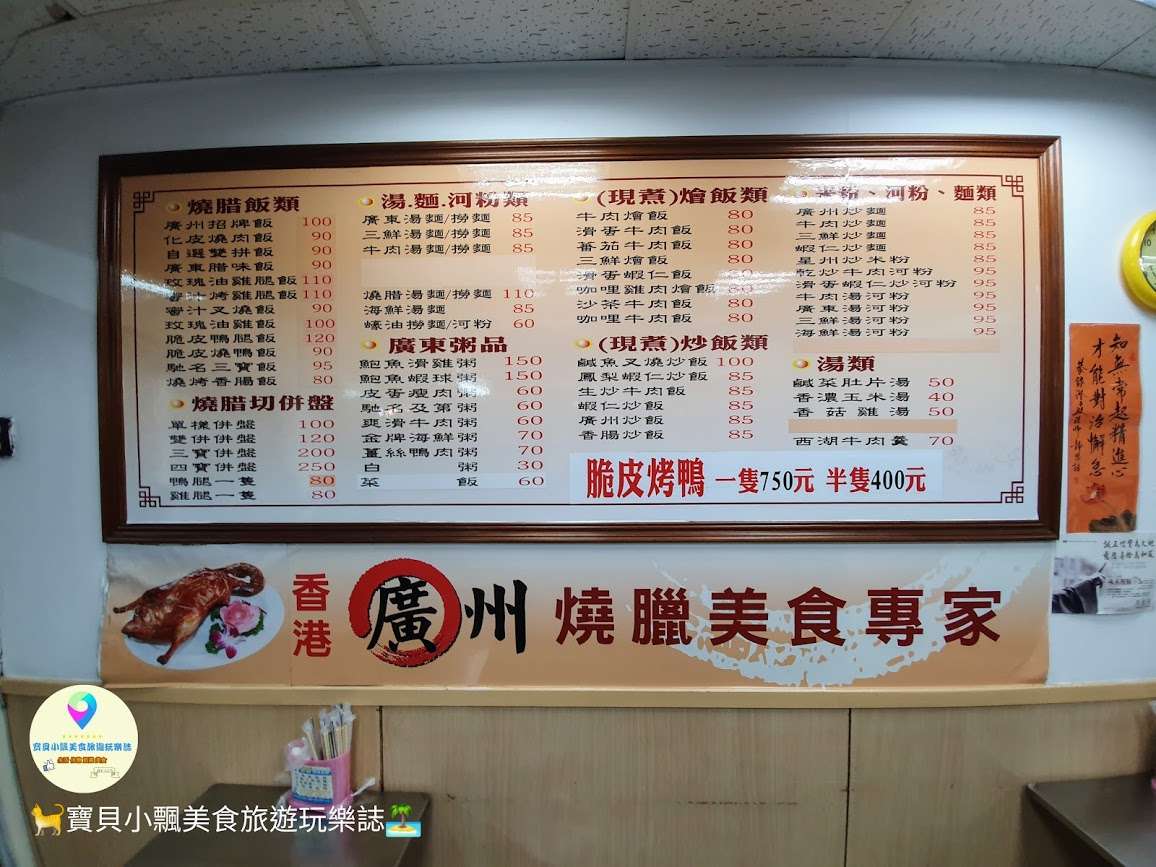 燒腊飯類
廣州招牌飯 100
化皮燒肉飯 90
自選雙拼飯 90
廣東腊味飯 90
玫瑰油雞腿飯 110
烤雞腿飯 110
蜜汁叉燒飯 90
玫瑰油雞飯 100
脆皮鴨腿飯 120
脆皮燒鴨飯 90
馳名三寶飯 95
燒烤香腸飯 80
燒腊切併盤
單樣併盤 100
雙併併盤 120
三寶併盤 200
四寶併盤 250
鴨腿一隻 80
雞腿一隻 80
湯.麵.河粉類
廣東湯麵/撈麵 85
三鮮湯麵/撈麵 85
牛肉湯麵/撈麵 85
燒腊湯麵/撈麵 110
海鮮湯麵 85
蠔油撈麵/河粉 60
廣東粥品
鮑魚滑雞粥 150
鮑魚蝦球粥 150
皮蛋瘦肉粥 60
馳名及第粥 60
爽滑牛肉粥 60
金牌海鮮粥 70
薑絲鴨肉粥 70
白粥 30
菜飯 60
(現煮)燴飯類
牛肉燴飯 80
滑蛋牛肉飯 80
蕃茄牛肉飯 80
三鮮燴飯 80
滑蛋蝦仁飯
咖哩雞肉燴飯 80
沙茶牛肉飯 80
咖哩牛肉飯 80
(現煮)炒飯類
鹹魚叉燒炒飯 100
鳳梨蝦仁炒飯 85
生炒牛肉飯 85
蝦仁炒飯 85
廣州炒飯 85
香腸炒飯 85
米粉、河粉、麵類
廣州炒麵 85
牛肉炒麵 85
三鮮炒麵 85
蝦仁炒麵 85
星州炒米粉 85
乾炒牛肉河粉 95
滑蛋蝦仁炒河粉 95
牛肉湯河粉 95
廣東湯河粉 95
三鮮湯河粉 95
海鮮湯河粉 95
湯類
鹹菜肚片湯 50
香濃玉米湯 40
香菇雞湯 50
西湖牛肉羹 70
脆皮烤鴨 一隻750元 半隻400元
香港 廣州 燒臘美食專家
知無常起精進心
才能對治懈怠
寶貝小飄美食旅遊玩樂誌
寶貝小飄美食旅遊玩樂誌